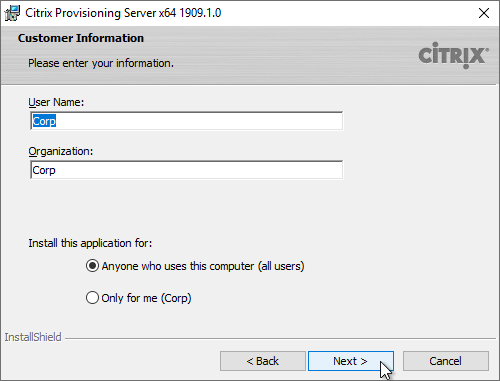 Citrix Provisioning Server x64 1909.1.0
Customer Information
Please enter your information.
CITRIX
User Name:
Corp
Organization:
Corp
Install this application for:
Anyone who uses this computer (all users)
Only for me (Corp)
InstallShield
< Back
Next >
Cancel